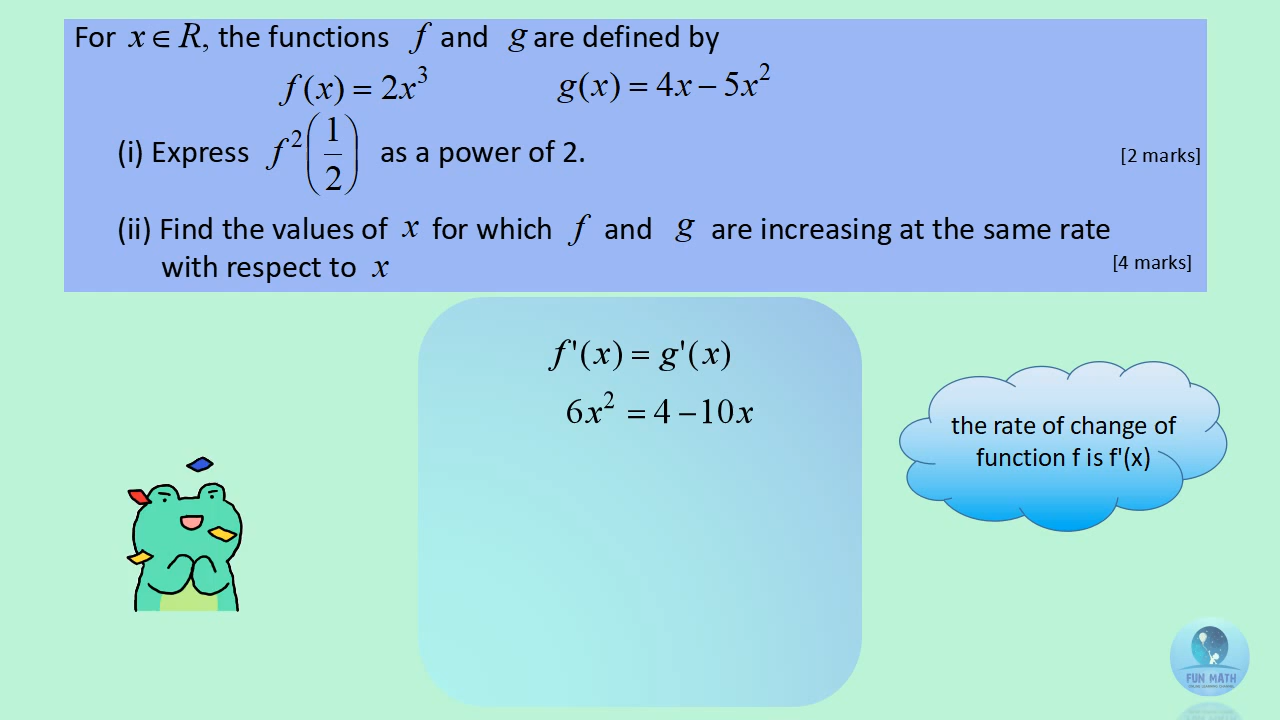 For x ∈ R, the functions f and g are defined by
f(x) = 2x³ g(x) = 4x − 5x²
(i) Express f²(1/2) as a power of 2. [2 marks]
(ii) Find the values of x for which f and g are increasing at the same rate
with respect to x [4 marks]
f'(x) = g'(x)
6x² = 4 − 10x
the rate of change of
function f is f'(x)
FUN MATH